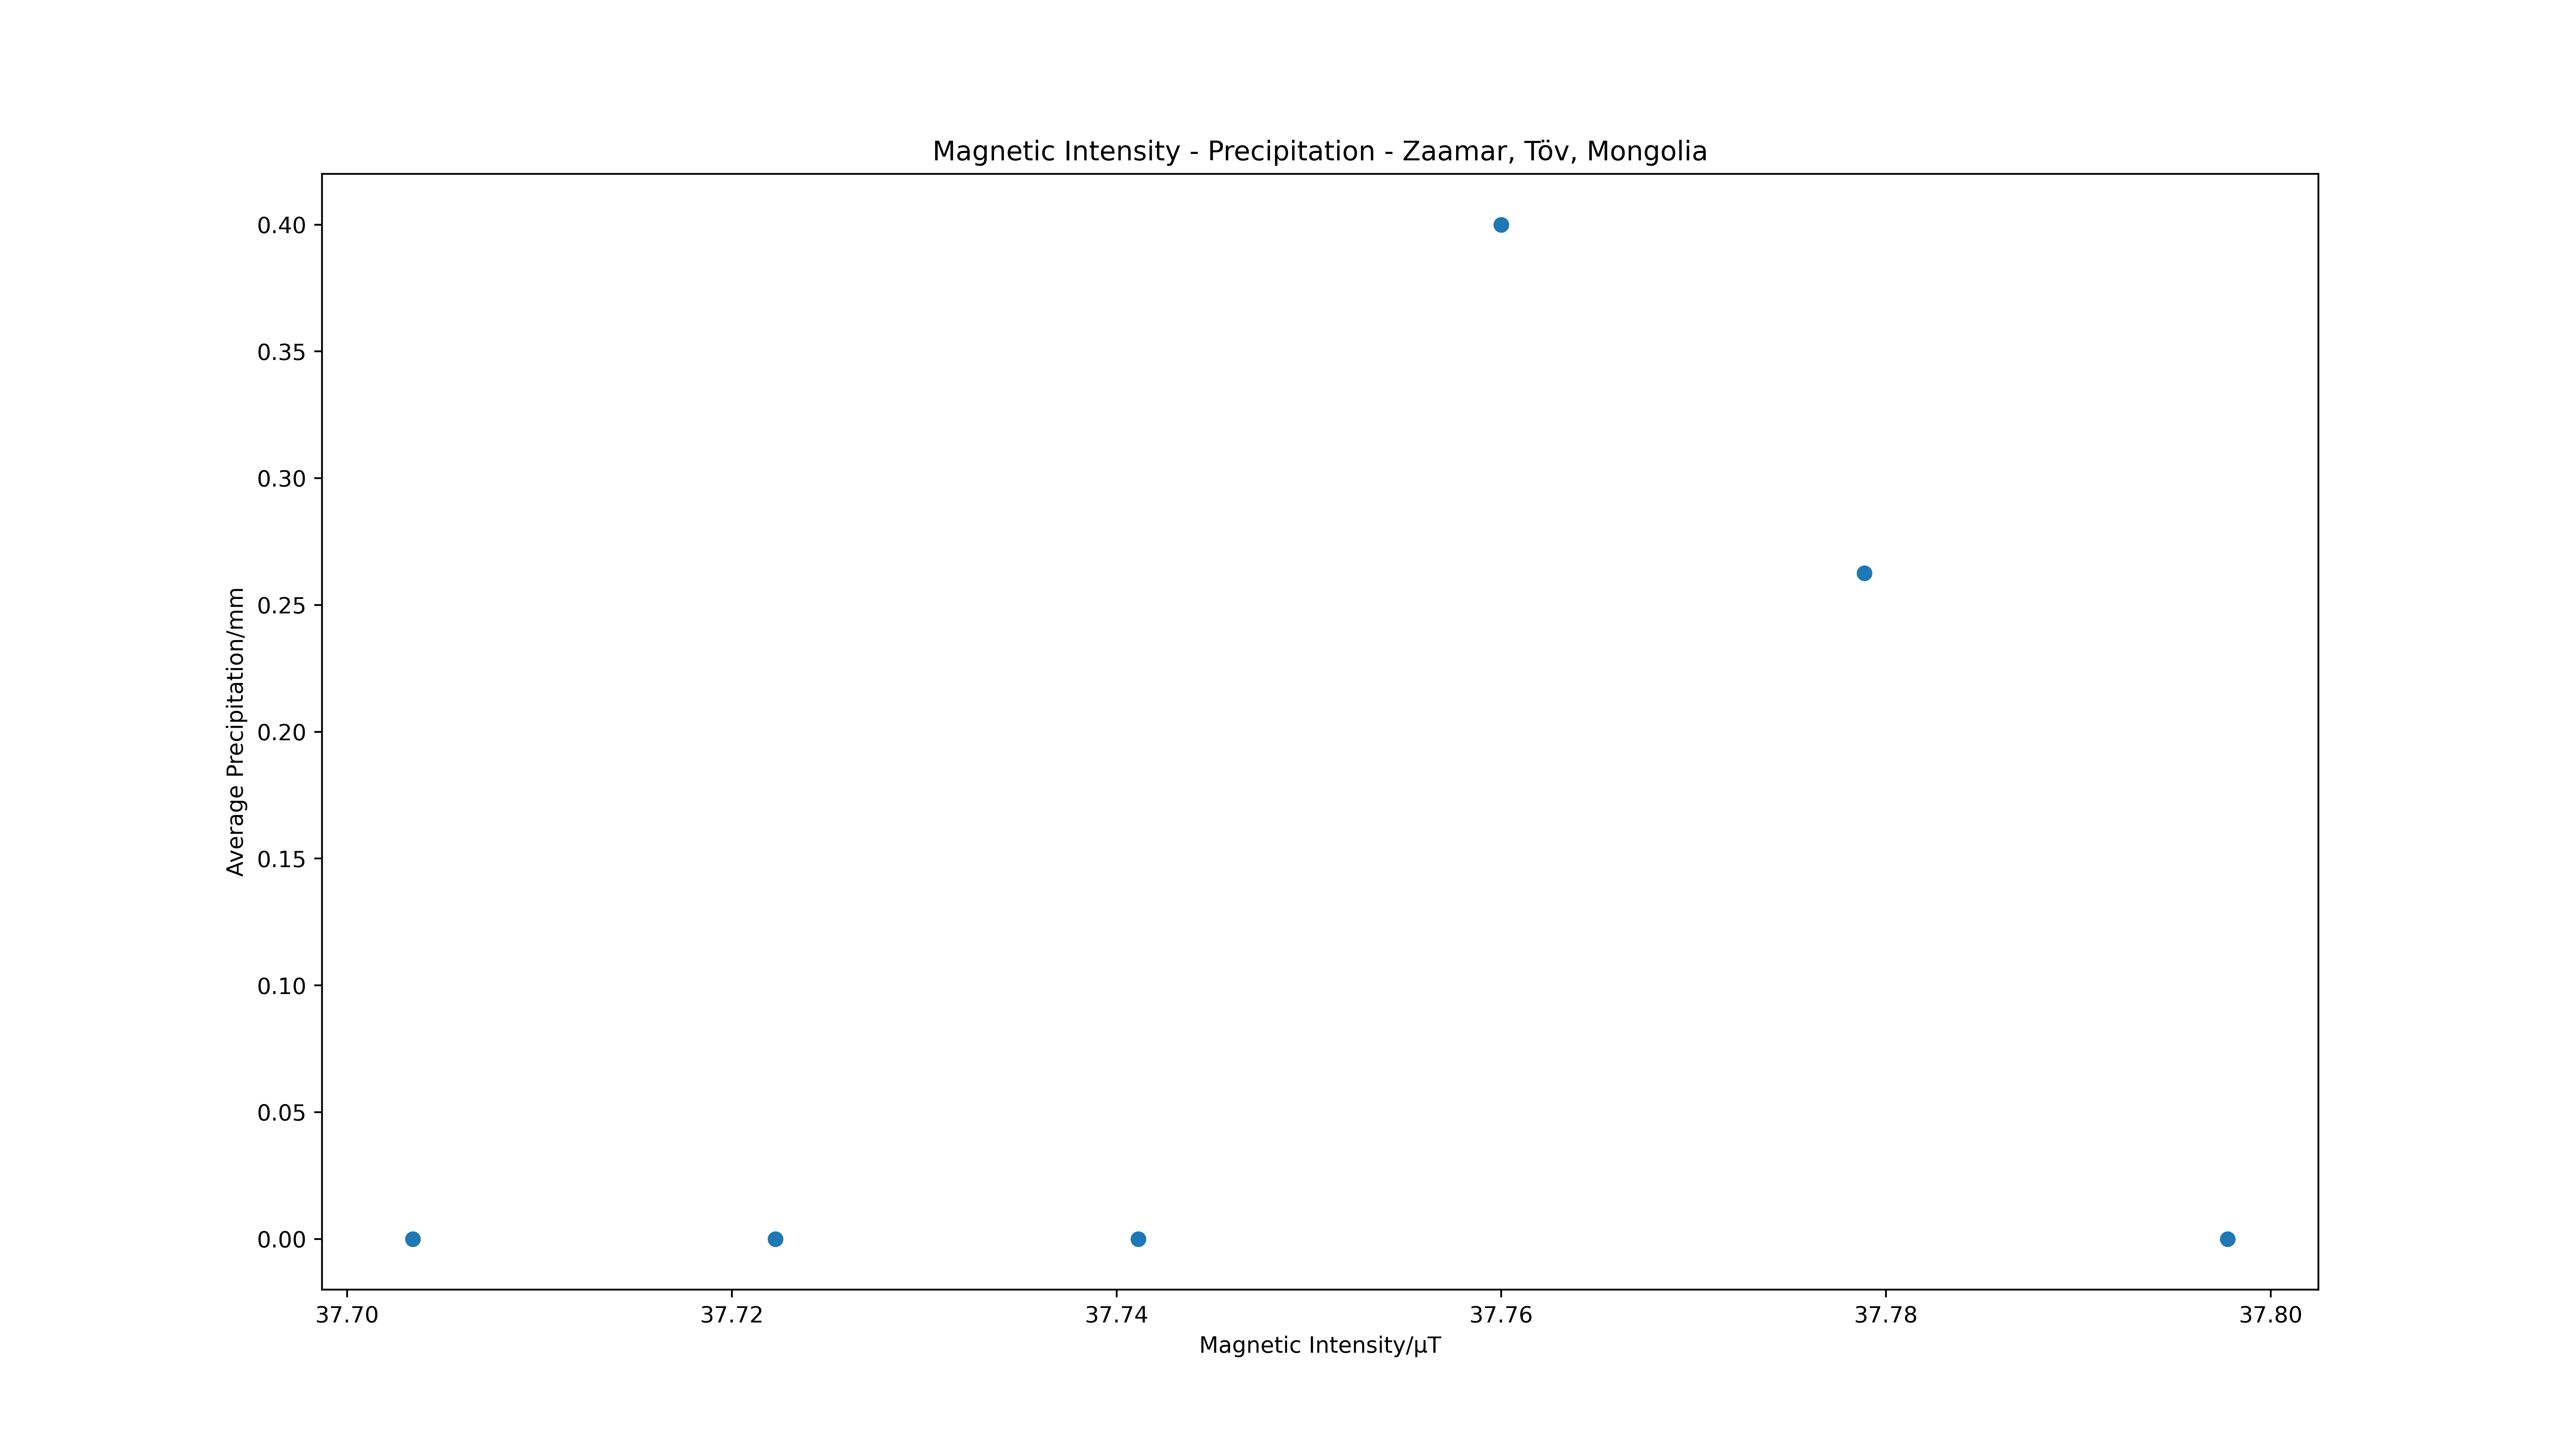 Magnetic Intensity - Precipitation - Zaamar, Töv, Mongolia
0.40
0.35
0.30
0.25
0.20
0.15
0.10
0.05
0.00
Average Precipitation/mm
37.70 37.72 37.74 37.76 37.78 37.80
Magnetic Intensity/μT